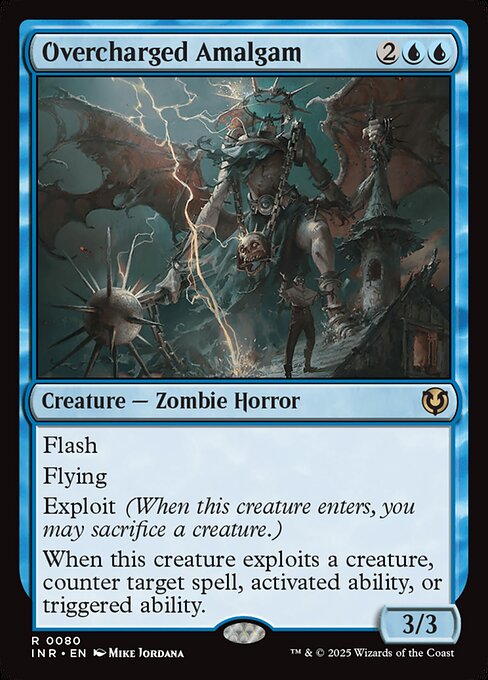 Overcharged Amalgam 2
Creature — Zombie Horror
Flash
Flying
Exploit (When this creature enters, you
may sacrifice a creature.)
When this creature exploits a creature,
counter target spell, activated ability, or
triggered ability.
3/3
R 0080
INR • EN Mike Jordana
™ & © 2025 Wizards of the Coast